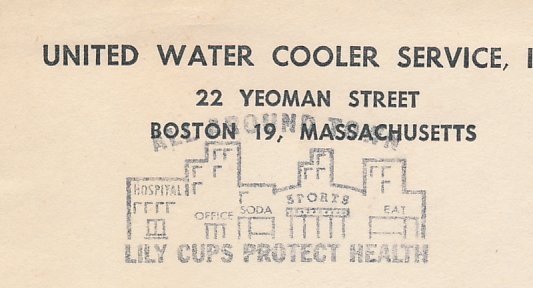 UNITED WATER COOLER SERVICE, I
22 YEOMAN STREET
BOSTON 19, MASSACHUSETTS
ALL AROUND TOWN
HOSPITAL
OFFICE
SODA
SPORTS
EAT
LILY CUPS PROTECT HEALTH